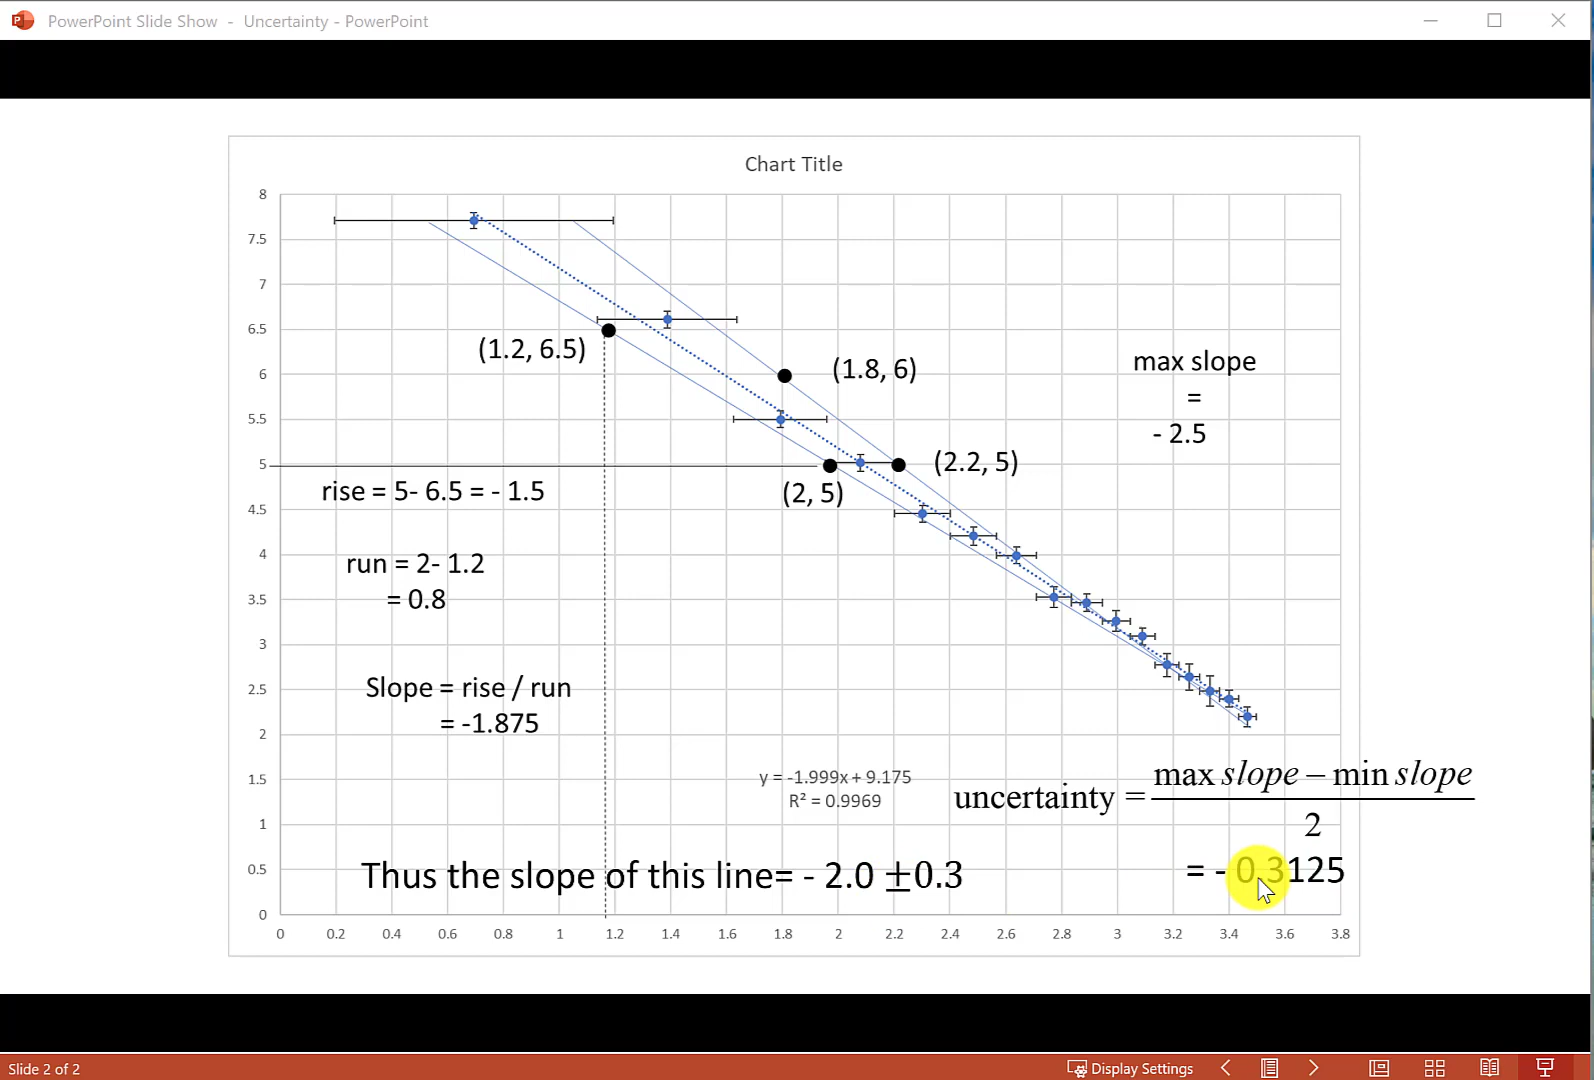 PowerPoint Slide Show - Uncertainty - PowerPoint
Chart Title
8
7.5
7
6.5
6
5.5
5
4.5
4
3.5
3
2.5
2
1.5
1
0.5
0
(1.2, 6.5)
(1.8, 6)
max slope
=
- 2.5
(2.2, 5)
(2, 5)
rise = 5- 6.5 = - 1.5
run = 2- 1.2
= 0.8
Slope = rise / run
= -1.875
y = -1.999x + 9.175
R² = 0.9969
uncertainty = max slope – min slope
2
= - 0.3125
Thus the slope of this line= - 2.0 ±0.3
0 0.2 0.4 0.6 0.8 1 1.2 1.4 1.6 1.8 2 2.2 2.4 2.6 2.8 3 3.2 3.4 3.6 3.8
Slide 2 of 2
Display Settings